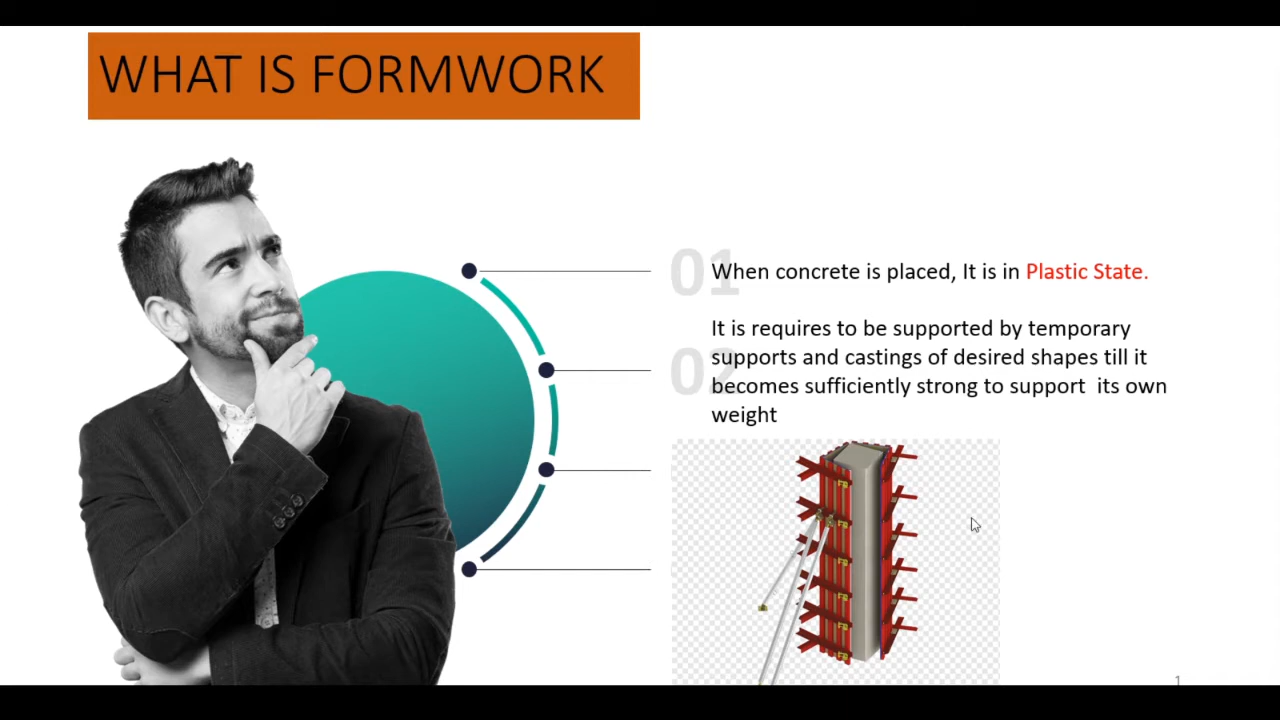 WHAT IS FORMWORK
01
When concrete is placed, It is in Plastic State.
02
It is requires to be supported by temporary
supports and castings of desired shapes till it
becomes sufficiently strong to support  its own
weight
1